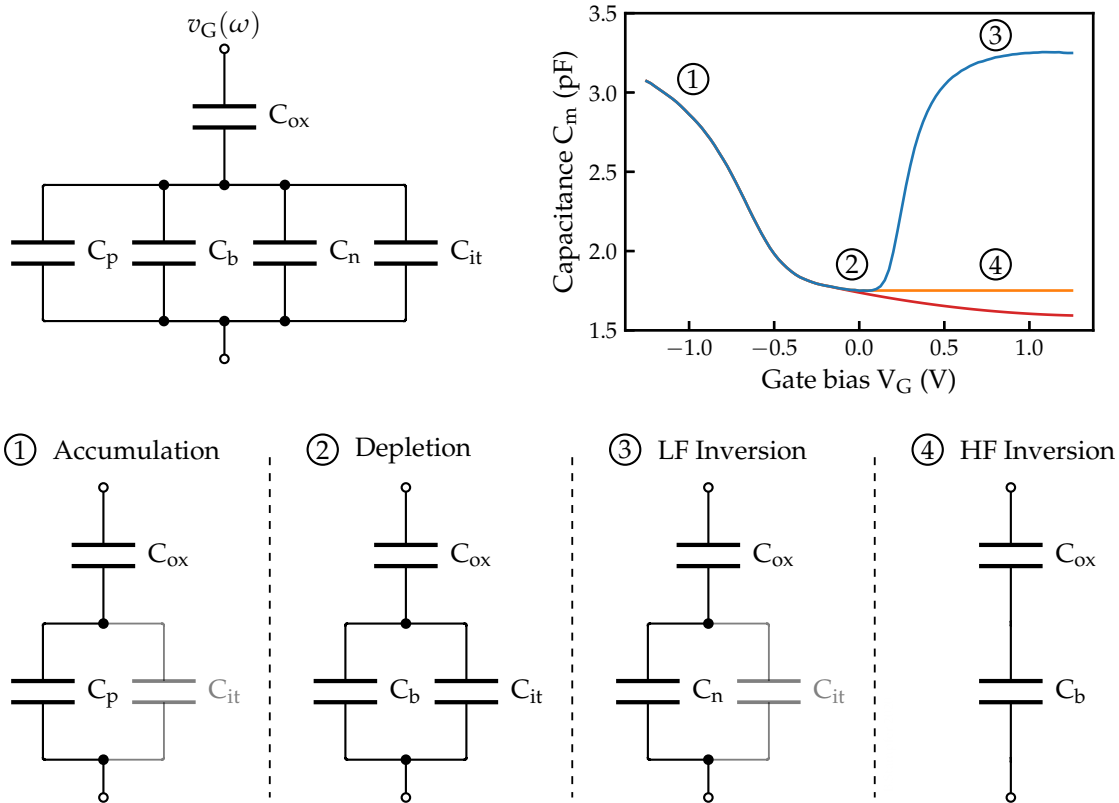 v_G(ω)
C_ox
C_p C_b C_n C_it
Capacitance C_m (pF)
3.5
3.0
2.5
2.0
1.5
1
2
3
4
−1.0 −0.5 0.0 0.5 1.0
Gate bias V_G (V)
1 Accumulation
C_ox
C_p C_it
2 Depletion
C_ox
C_b C_it
3 LF Inversion
C_ox
C_n C_it
4 HF Inversion
C_ox
C_b